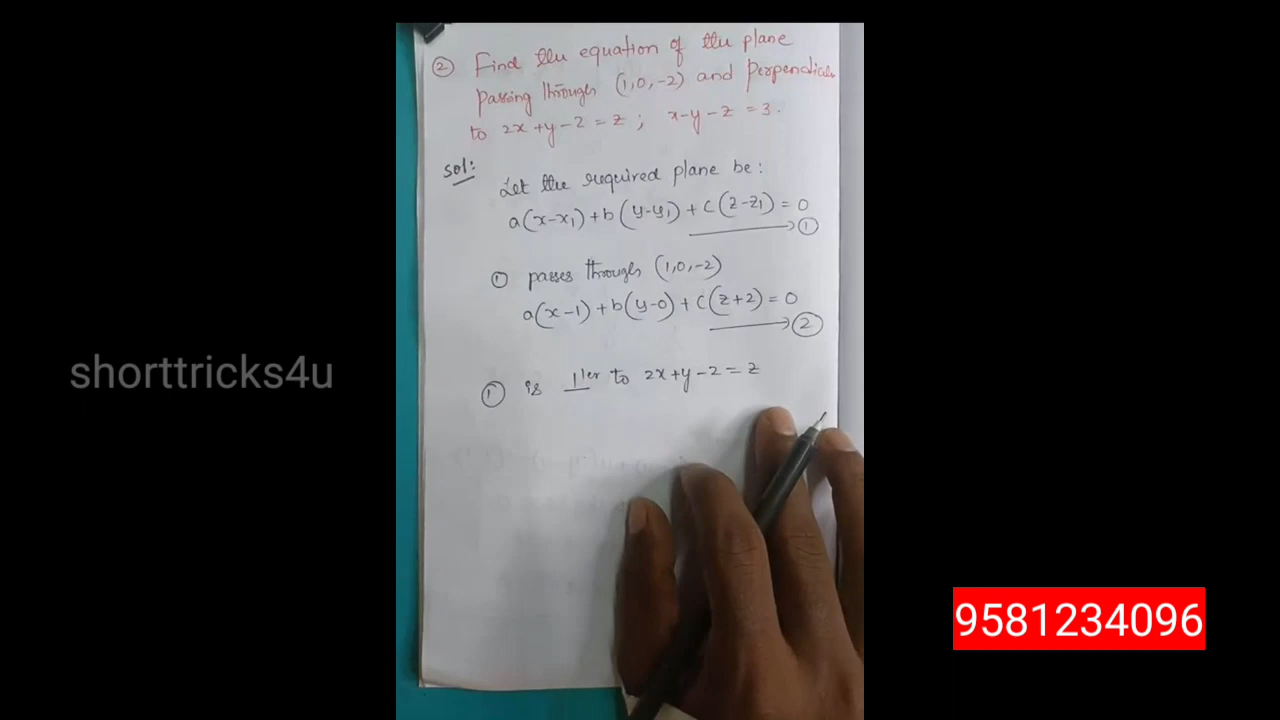 ② Find the equation of the plane
passing through (1,0,-2) and perpendicular
to 2x+y-2=z ; x-y-z=3.
Sol:
Let the required plane be:
a(x-x₁)+b(y-y₁)+c(z-z₁)=0
→①
① passes through (1,0,-2)
a(x-1)+b(y-0)+c(z+2)=0
→②
① is ⊥ler to 2x+y-2=z
shorttricks4u
9581234096